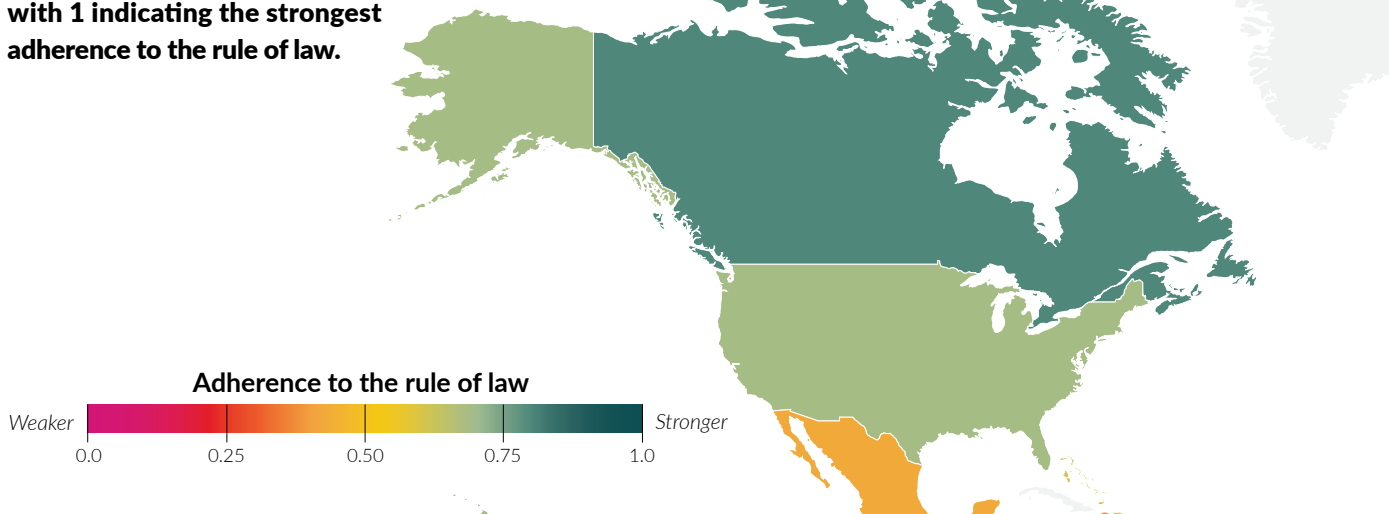 with 1 indicating the strongest
adherence to the rule of law.
Adherence to the rule of law
Weaker
Stronger
0.0 0.25 0.50 0.75 1.0